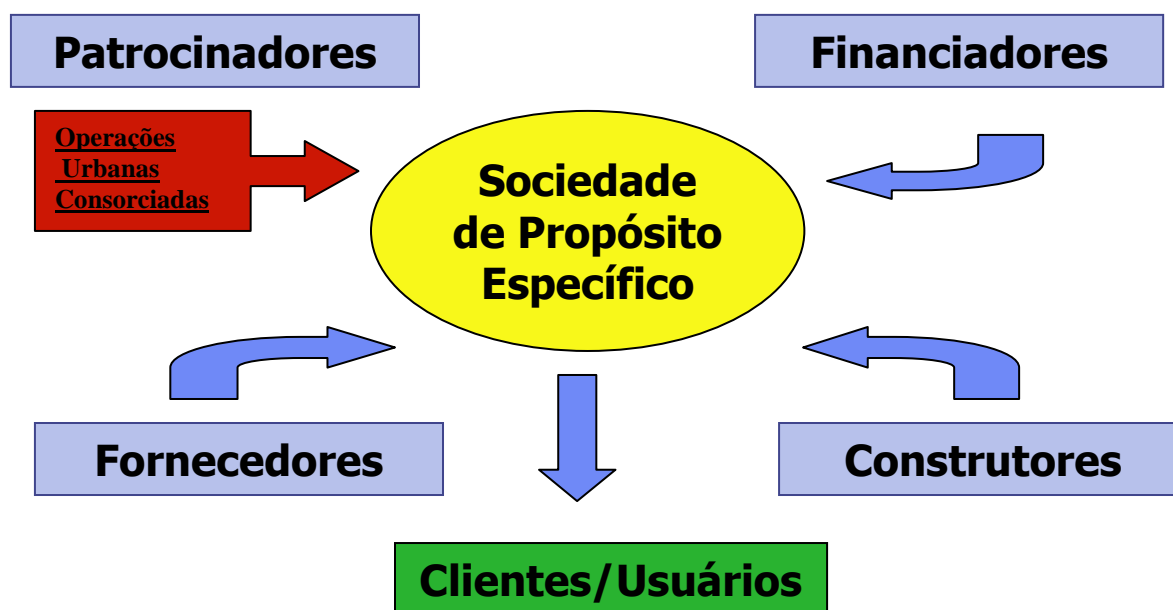 Patrocinadores
Financiadores
Operações
Urbanas
Consorciadas
Sociedade
de Propósito
Específico
Fornecedores
Construtores
Clientes/Usuários